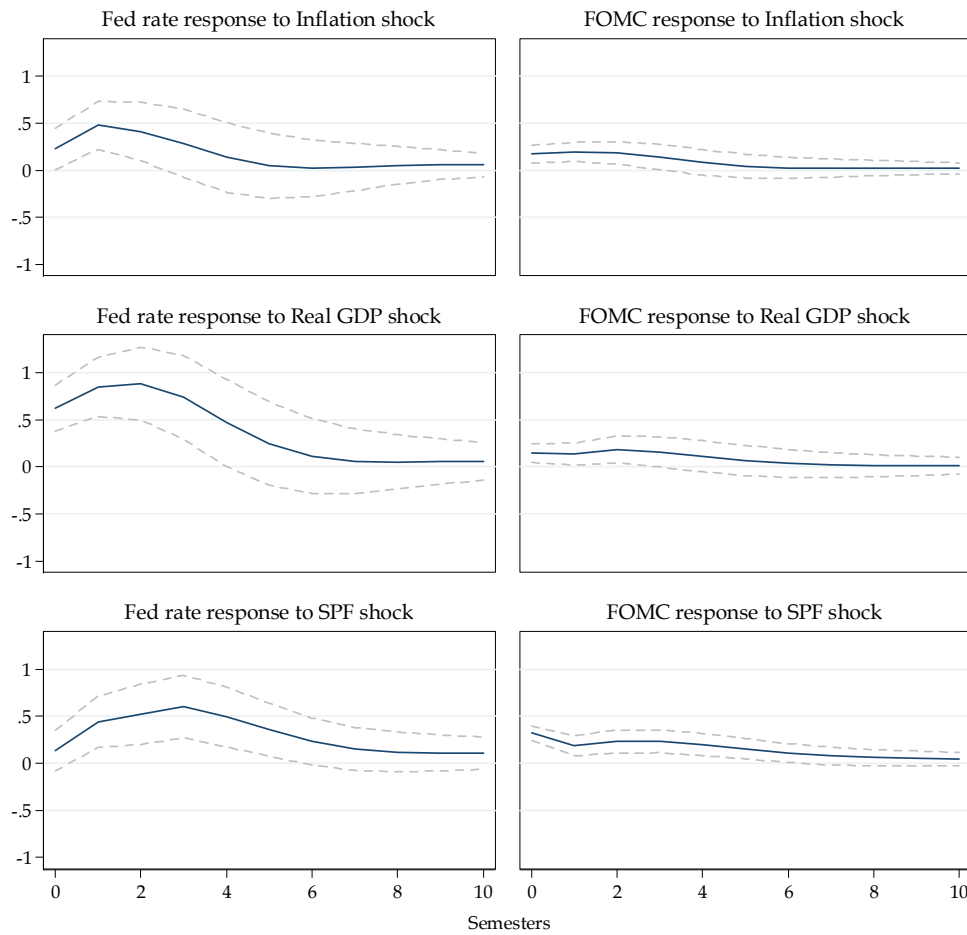 Fed rate response to Inflation shock
FOMC response to Inflation shock
1
.5
0
-.5
-1
Fed rate response to Real GDP shock
FOMC response to Real GDP shock
1
.5
0
-.5
-1
Fed rate response to SPF shock
FOMC response to SPF shock
1
.5
0
-.5
-1
0 2 4 6 8 10
0 2 4 6 8 10
Semesters